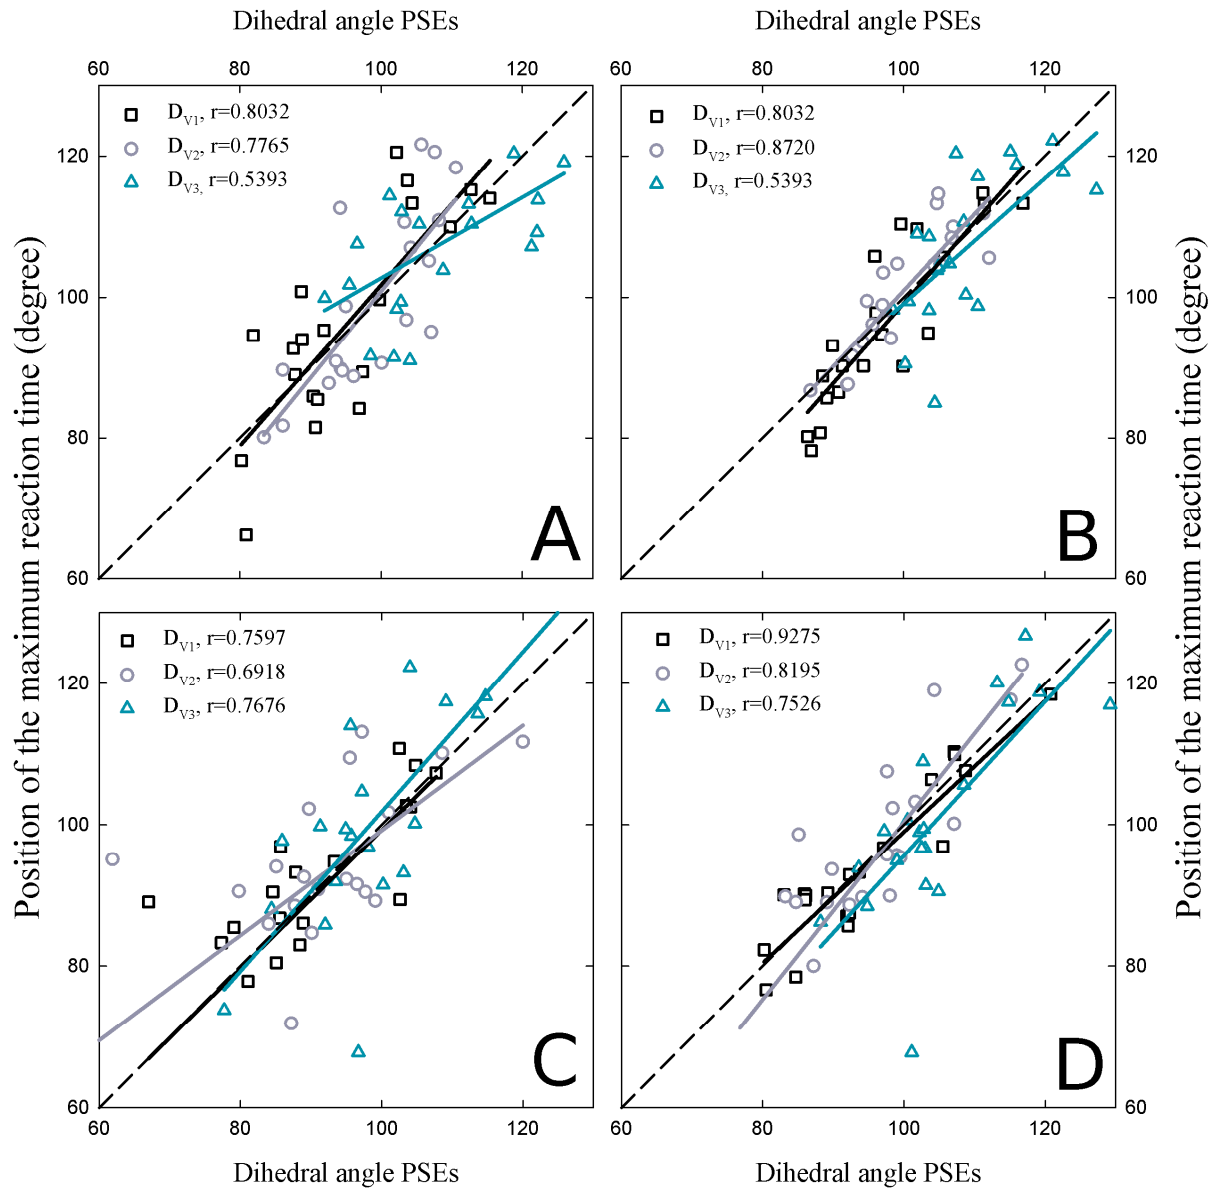 Dihedral angle PSEs
Dihedral angle PSEs
60 80 100 120
60 80 100 120
Position of the maximum reaction time (degree)
Position of the maximum reaction time (degree)
D_V1, r=0.8032
D_V2, r=0.7765
D_V3, r=0.5393
120
100
80
60
A
D_V1, r=0.8032
D_V2, r=0.8720
D_V3, r=0.5393
120
100
80
60
B
D_V1, r=0.7597
D_V2, r=0.6918
D_V3, r=0.7676
120
100
80
60
C
D_V1, r=0.9275
D_V2, r=0.8195
D_V3, r=0.7526
120
100
80
60
D
60 80 100 120
60 80 100 120
Dihedral angle PSEs
Dihedral angle PSEs